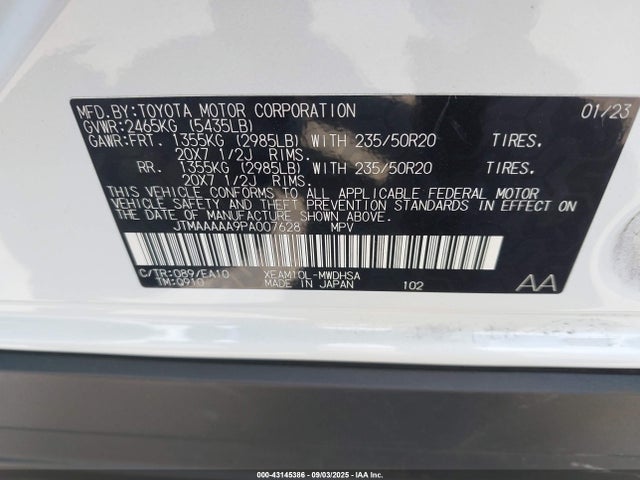 MFD.BY:TOYOTA MOTOR CORPORATION 01/23
GVWR:2465KG (5435LB)
GAWR:FRT. 1355KG (2985LB) WITH 235/50R20 TIRES.
20X7 1/2J RIMS.
RR. 1355KG (2985LB) WITH 235/50R20 TIRES.
20X7 1/2J RIMS.
THIS VEHICLE CONFORMS TO ALL APPLICABLE FEDERAL MOTOR
VEHICLE SAFETY AND THEFT PREVENTION STANDARDS IN EFFECT ON
THE DATE OF MANUFACTURE SHOWN ABOVE.
JTMAAAAA9PA007628 MPV
C/TR:089/EA10 XEAM10L-MWDHSA
TM:Q910 MADE IN JAPAN 102 AA
000-43145386 - 09/03/2025 - IAA, Inc.